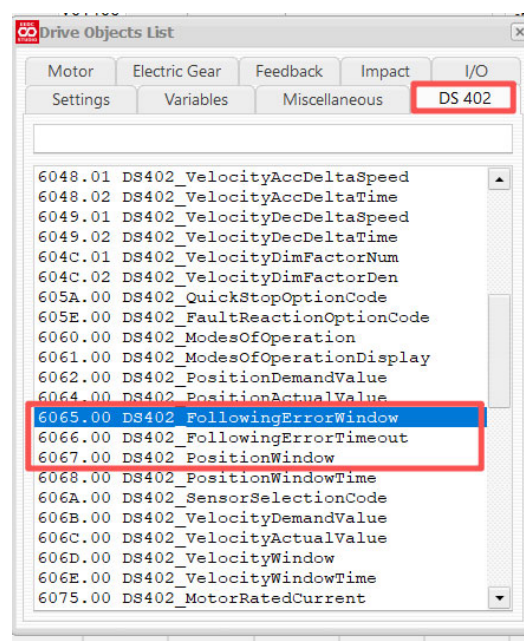 Drive Objects List
Motor Electric Gear Feedback Impact I/O
Settings Variables Miscellaneous DS 402
6048.01 DS402_VelocityAccDeltaSpeed
6048.02 DS402_VelocityAccDeltaTime
6049.01 DS402_VelocityDecDeltaSpeed
6049.02 DS402_VelocityDecDeltaTime
604C.01 DS402_VelocityDimFactorNum
604C.02 DS402_VelocityDimFactorDen
605A.00 DS402_QuickStopOptionCode
605E.00 DS402_FaultReactionOptionCode
6060.00 DS402_ModesOfOperation
6061.00 DS402_ModesOfOperationDisplay
6062.00 DS402_PositionDemandValue
6064.00 DS402_PositionActualValue
6065.00 DS402_FollowingErrorWindow
6066.00 DS402_FollowingErrorTimeout
6067.00 DS402_PositionWindow
6068.00 DS402_PositionWindowTime
606A.00 DS402_SensorSelectionCode
606B.00 DS402_VelocityDemandValue
606C.00 DS402_VelocityActualValue
606D.00 DS402_VelocityWindow
606E.00 DS402_VelocityWindowTime
6075.00 DS402_MotorRatedCurrent